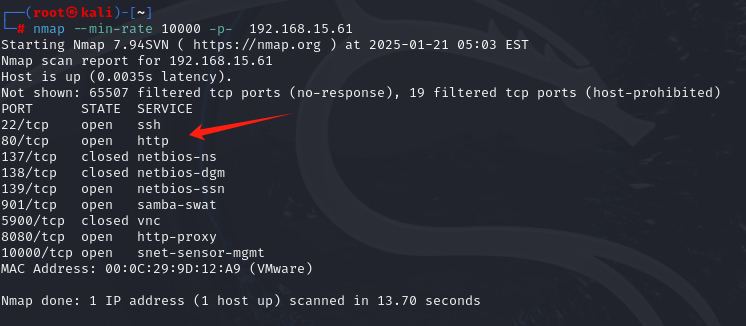 ┌──(root㉿kali)-[~]
└─# nmap --min-rate 10000 -p-  192.168.15.61
Starting Nmap 7.94SVN ( https://nmap.org ) at 2025-01-21 05:03 EST
Nmap scan report for 192.168.15.61
Host is up (0.0035s latency).
Not shown: 65507 filtered tcp ports (no-response), 19 filtered tcp ports (host-prohibited)
PORT      STATE  SERVICE
22/tcp    open   ssh
80/tcp    open   http
137/tcp   closed netbios-ns
138/tcp   closed netbios-dgm
139/tcp   open   netbios-ssn
901/tcp   open   samba-swat
5900/tcp  closed vnc
8080/tcp  open   http-proxy
10000/tcp open   snet-sensor-mgmt
MAC Address: 00:0C:29:9D:12:A9 (VMware)

Nmap done: 1 IP address (1 host up) scanned in 13.70 seconds